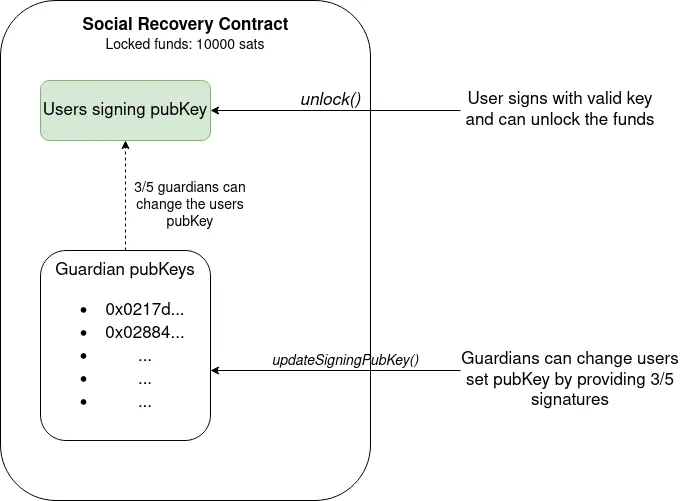 Social Recovery Contract
Locked funds: 10000 sats
Users signing pubKey
unlock()
User signs with valid key
and can unlock the funds
3/5 guardians can
change the users
pubKey
Guardian pubKeys
• 0x0217d...
• 0x02884...
• ...
• ...
• ...
updateSigningPubKey()
Guardians can change users
set pubKey by providing 3/5
signatures